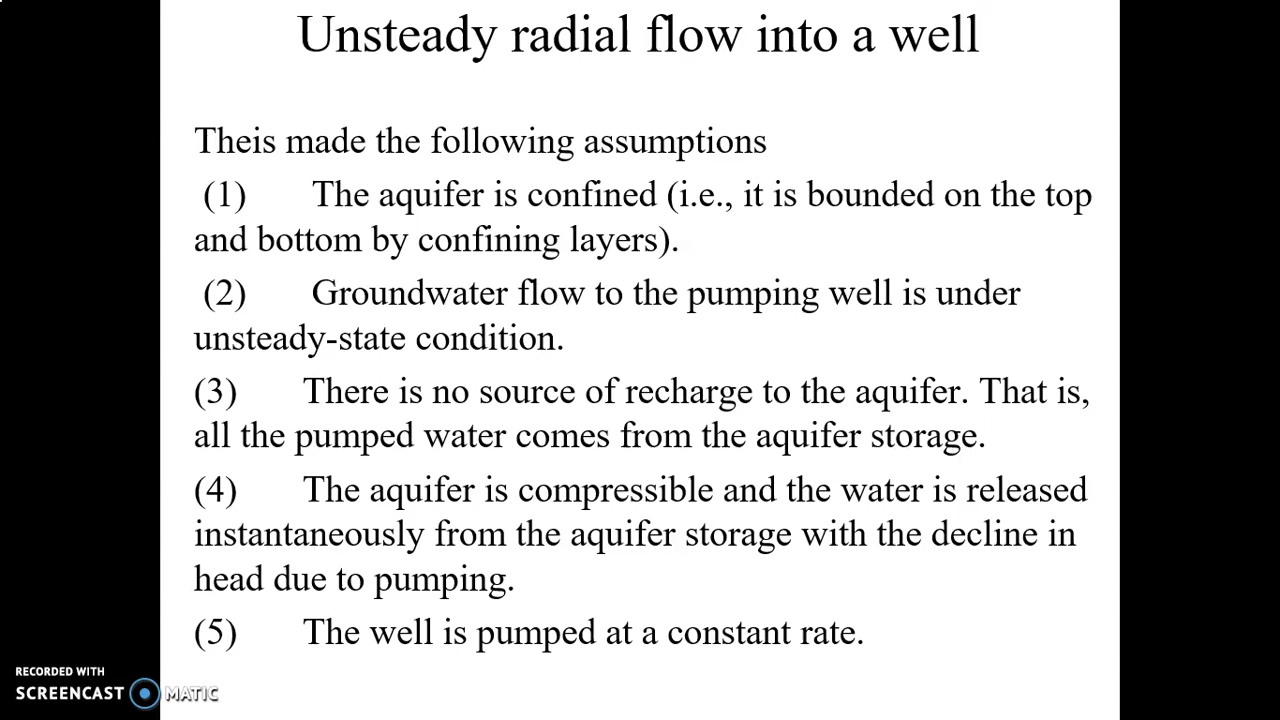 Unsteady radial flow into a well
Theis made the following assumptions
(1) The aquifer is confined (i.e., it is bounded on the top
and bottom by confining layers).
(2) Groundwater flow to the pumping well is under
unsteady-state condition.
(3) There is no source of recharge to the aquifer. That is,
all the pumped water comes from the aquifer storage.
(4) The aquifer is compressible and the water is released
instantaneously from the aquifer storage with the decline in
head due to pumping.
(5) The well is pumped at a constant rate.
RECORDED WITH
SCREENCAST MATIC